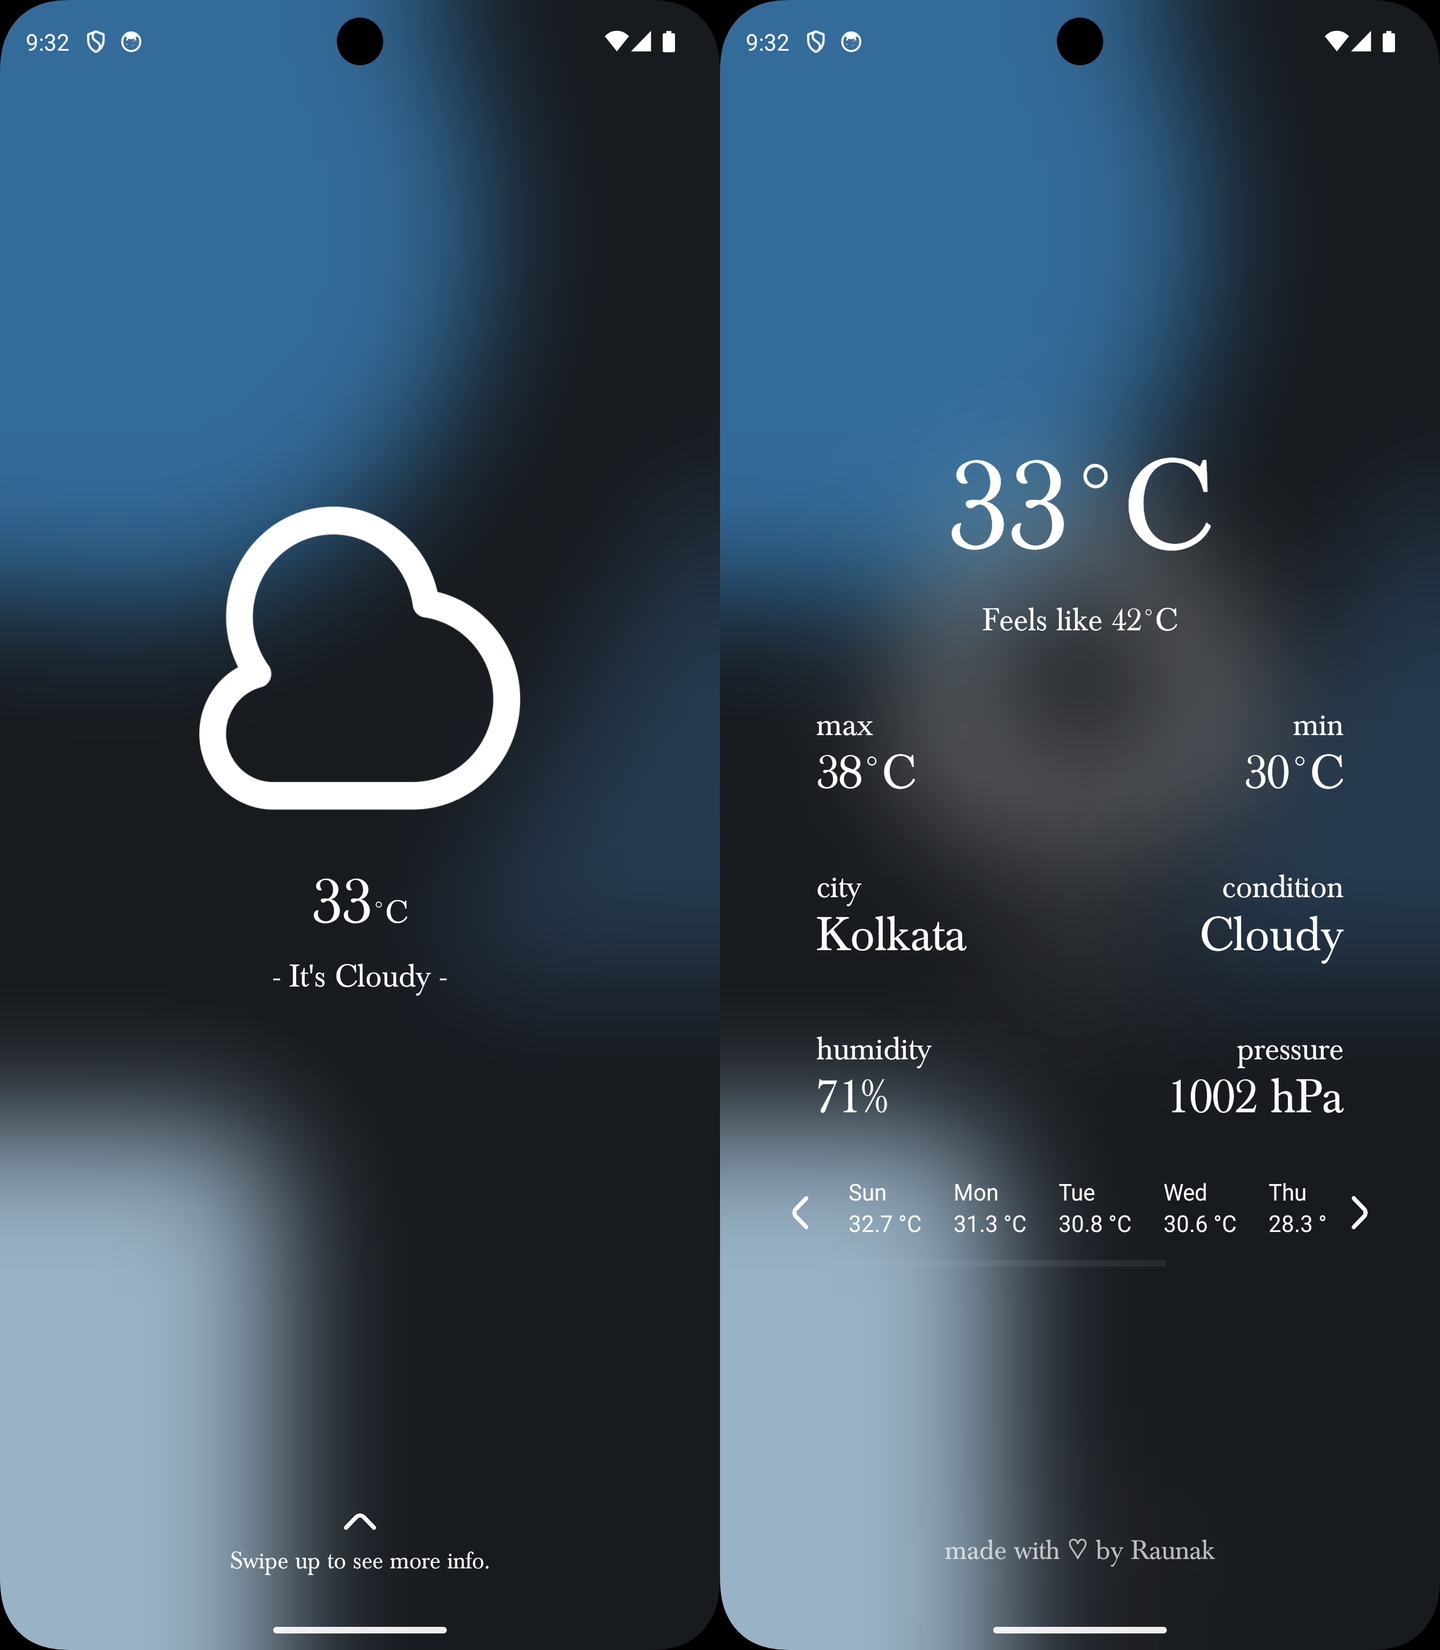 9:32
33°C
- It's Cloudy -
Swipe up to see more info.
9:32
33°C
Feels like 42°C
max min
38°C 30°C
city condition
Kolkata Cloudy
humidity pressure
71% 1002 hPa
Sun Mon Tue Wed Thu
32.7 °C 31.3 °C 30.8 °C 30.6 °C 28.3 °
made with ♡ by Raunak